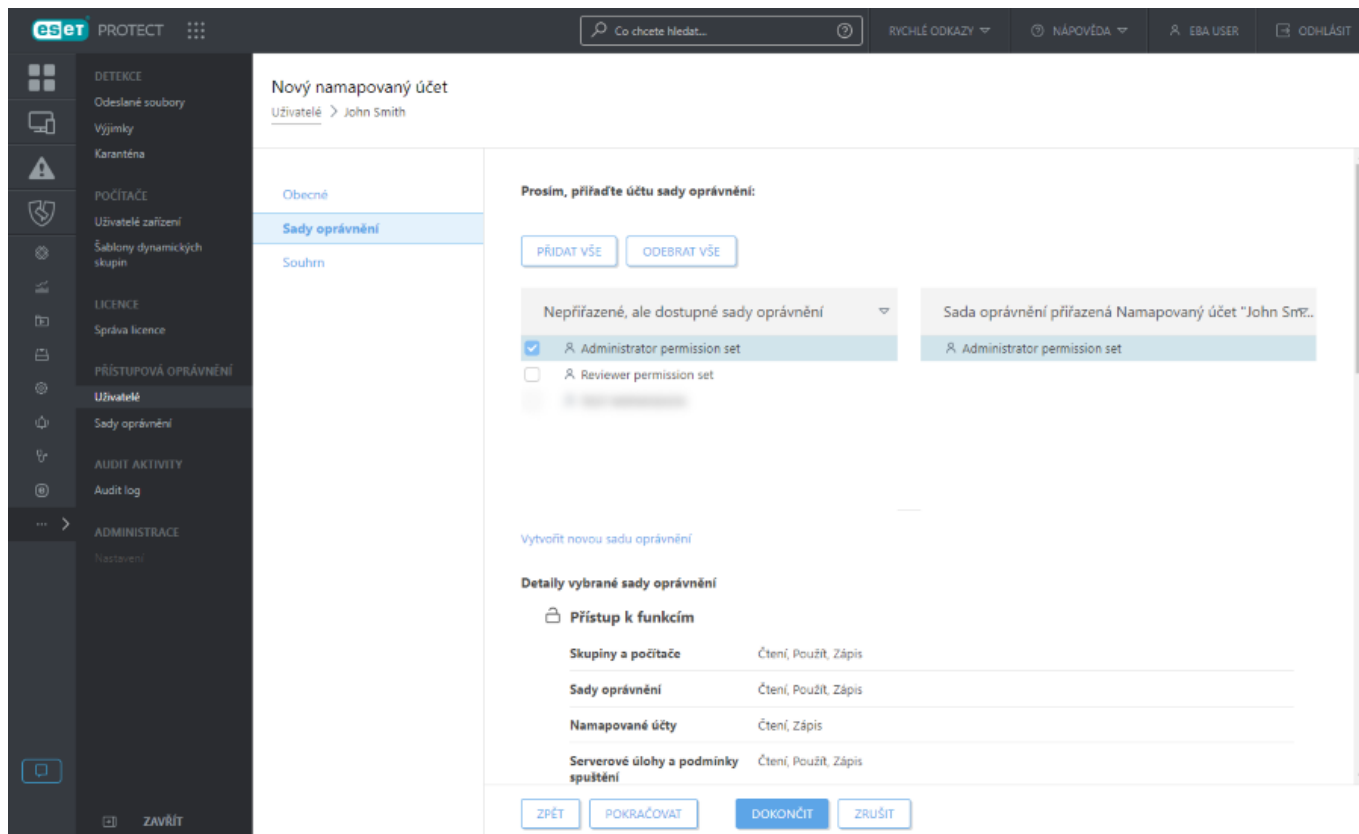 eset PROTECT
Co chcete hledat...
RYCHLÉ ODKAZY
NÁPOVĚDA
EBA USER
ODHLÁSIT
DETEKCE
Odeslané soubory
Výjimky
Karanténa
POČÍTAČE
Uživatelé zařízení
Šablony dynamických
skupin
LICENCE
Správa licence
PŘÍSTUPOVÁ OPRÁVNĚNÍ
Uživatelé
Sady oprávnění
AUDIT AKTIVITY
Audit log
ADMINISTRACE
Nastavení
ZAVŘÍT
Nový namapovaný účet
Uživatelé > John Smith
Obecné
Sady oprávnění
Souhrn
Prosím, přiřaďte účtu sady oprávnění:
PŘIDAT VŠE
ODEBRAT VŠE
Nepřiřazené, ale dostupné sady oprávnění
Administrator permission set
Reviewer permission set
Sada oprávnění přiřazená Namapovaný účet "John Sm...
Administrator permission set
Vytvořit novou sadu oprávnění
Detaily vybrané sady oprávnění
Přístup k funkcím
Skupiny a počítače Čtení, Použít, Zápis
Sady oprávnění Čtení, Použít, Zápis
Namapované účty Čtení, Zápis
Serverové úlohy a podmínky Čtení, Použít, Zápis
spuštění
ZPĚT
POKRAČOVAT
DOKONČIT
ZRUŠIT